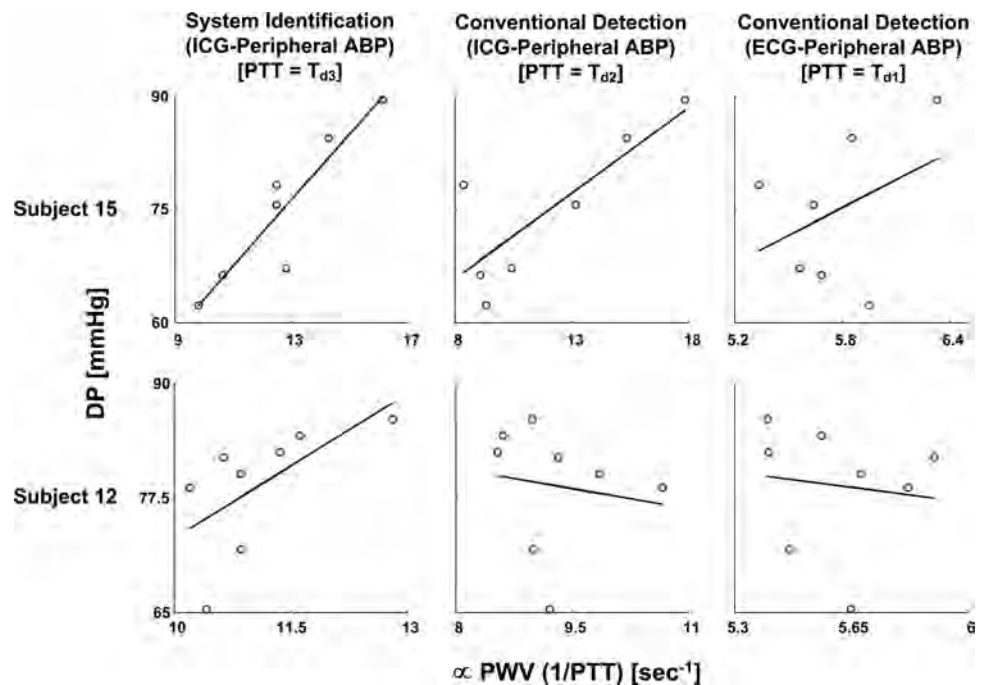 System Identification
(ICG-Peripheral ABP)
[PTT = Td3]
Conventional Detection
(ICG-Peripheral ABP)
[PTT = Td2]
Conventional Detection
(ECG-Peripheral ABP)
[PTT = Td1]
Subject 15
90
75
60
9 13 17
8 13 18
5.2 5.8 6.4
DP [mmHg]
Subject 12
90
77.5
65
10 11.5 13
8 9.5 11
5.3 5.65 6
∝ PWV (1/PTT) [sec-1]